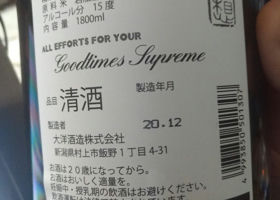 アルコール分 15度
内容量 1800ml
ALL EFFORTS FOR YOUR
Goodtimes Supreme
品目 清酒
製造年月
20.12
製造者
大洋酒造株式会社
新潟県村上市飯野1丁目4-31
お酒は20歳になってから。
お酒はおいしく適量を。
妊娠中・授乳期の飲酒はお避けください。
4993850501307